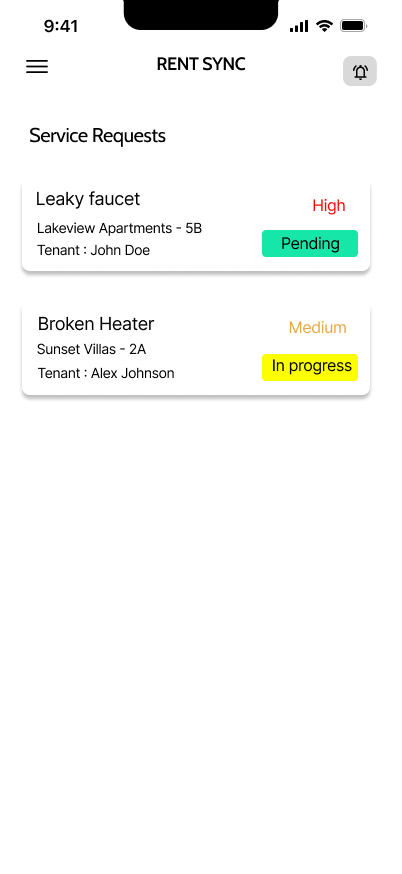 9:41
RENT SYNC
Service Requests
Leaky faucet
High
Lakeview Apartments - 5B
Pending
Tenant : John Doe
Broken Heater
Medium
Sunset Villas - 2A
In progress
Tenant : Alex Johnson